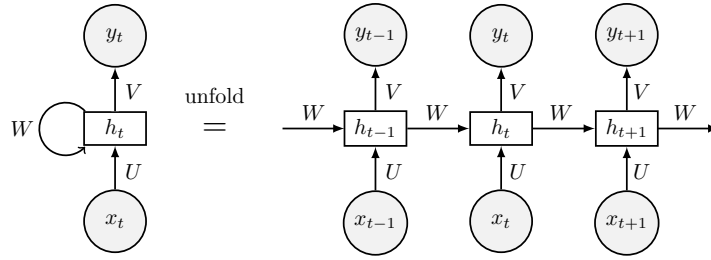 y_t y_{t-1} y_t y_{t+1}
V V V V
unfold
W h_t = W h_{t-1} W h_t W h_{t+1} W
U U U U
x_t x_{t-1} x_t x_{t+1}